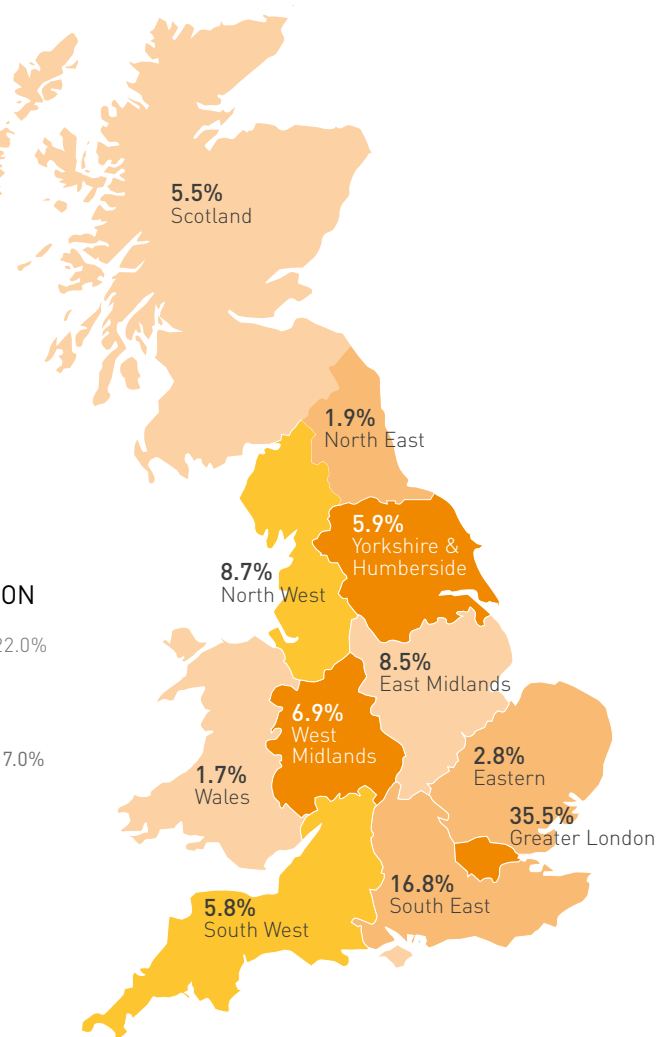 5.5%
Scotland
1.9%
North East
5.9%
Yorkshire &
Humberside
8.7%
North West
ON
22.0%
8.5%
East Midlands
6.9%
West
Midlands
7.0%
2.8%
Eastern
1.7%
Wales
35.5%
Greater London
16.8%
South East
5.8%
South West